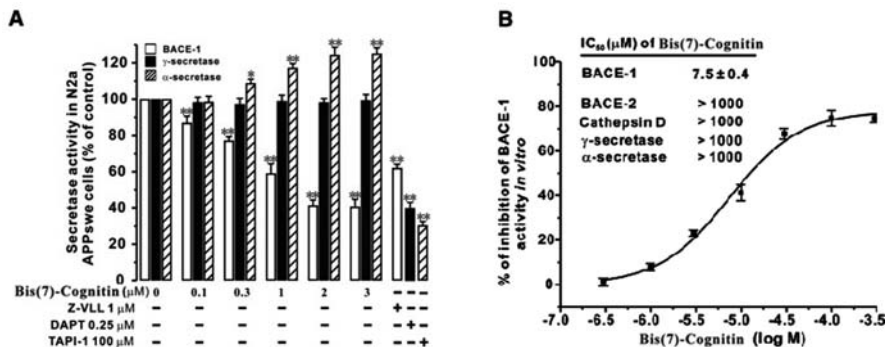 A
Secretase activity in N2a
APPswe cells (% of control)
120
100
80
60
40
20
0
BACE-1
γ-secretase
α-secretase
** ** * ** ** ** ** ** ** ** ** **
Bis(7)-Cognitin (μM) 0 0.1 0.3 1 2 3 – – –
Z-VLL 1 μM – – – – – – + – –
DAPT 0.25 μM – – – – – – – + –
TAPI-1 100 μM – – – – – – – – +
B
% of inhibition of BACE-1
activity in vitro
100
80
60
40
20
0
IC50 (μM) of Bis(7)-Cognitin
BACE-1 7.5 ± 0.4
BACE-2 > 1000
Cathepsin D > 1000
γ-secretase > 1000
α-secretase > 1000
-7.0 -6.5 -6.0 -5.5 -5.0 -4.5 -4.0 -3.5
Bis(7)-Cognitin (log M)